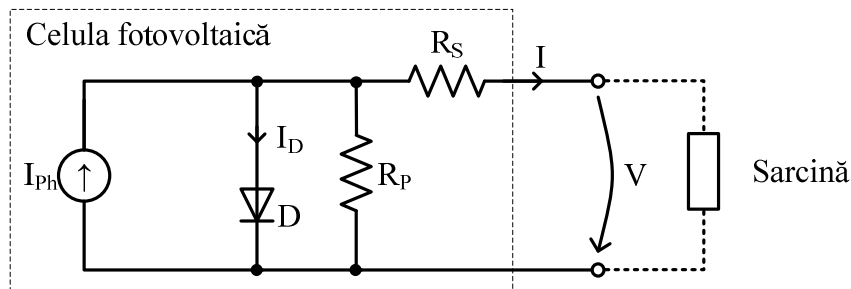 Celula fotovoltaică
R_S
I
I_Ph
I_D
D
R_P
V
Sarcină